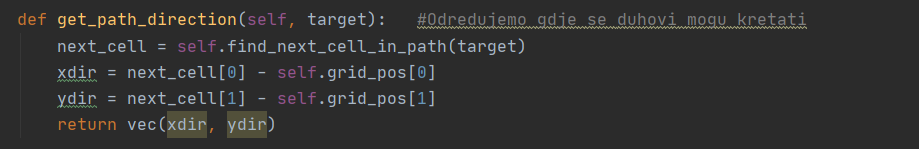 def get_path_direction(self, target):   #Odredujemo gdje se duhovi mogu kretati
    next_cell = self.find_next_cell_in_path(target)
    xdir = next_cell[0] - self.grid_pos[0]
    ydir = next_cell[1] - self.grid_pos[1]
    return vec(xdir, ydir)